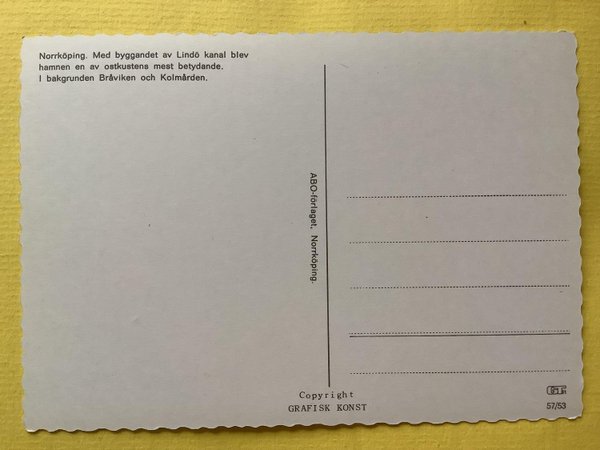 Norrköping. Med byggandet av Lindö kanal blev
hamnen en av ostkustens mest betydande.
I bakgrunden Bråviken och Kolmården.
ABO-förlaget, Norrköping.
Copyright
GRAFISK KONST
57/53